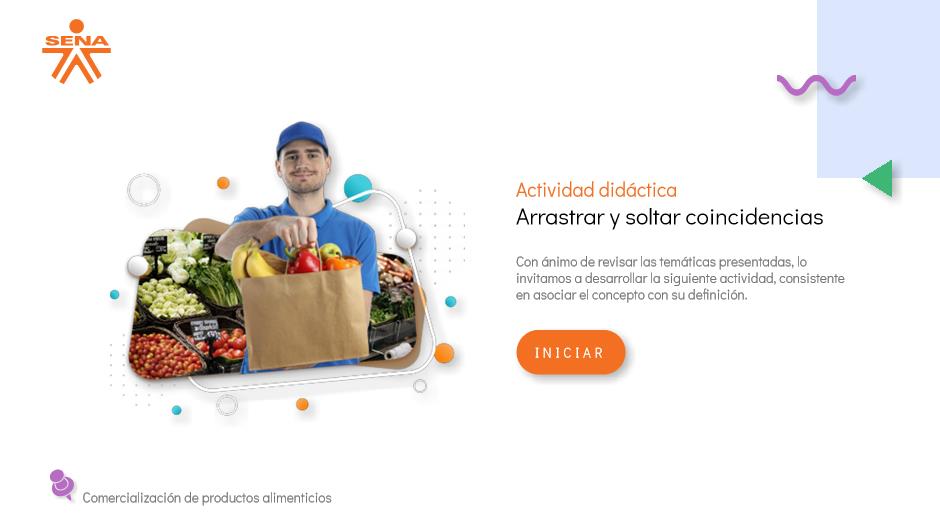 SENA
Actividad didáctica
Arrastrar y soltar coincidencias
Con ánimo de revisar las temáticas presentadas, lo
invitamos a desarrollar la siguiente actividad, consistente
en asociar el concepto con su definición.
INICIAR
Comercialización de productos alimenticios